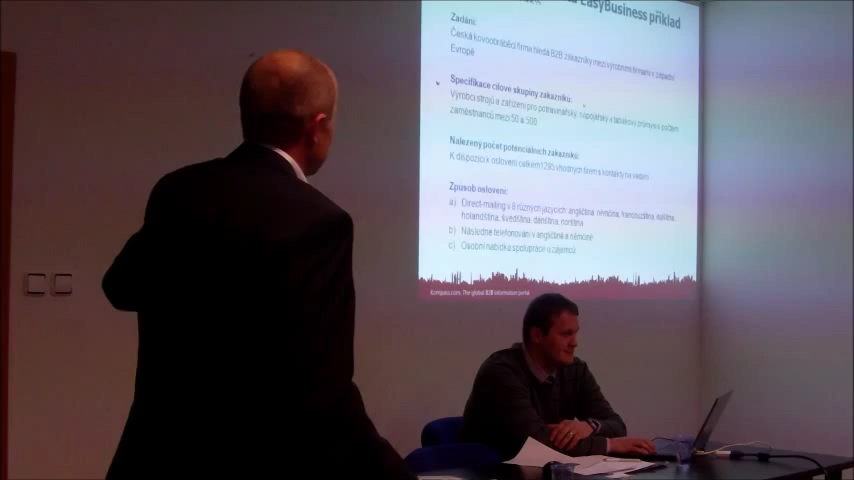 EasyBusiness příklad
Zadání:
Česká kovoobráběcí firma hledá B2B zákazníky mezi výrobními firmami v západní
Evropě
Specifikace cílové skupiny zákazníků:
Výrobci strojů a zařízení pro potravinářský, nápojářský a tabákový průmysl s počtem
zaměstnanců mezi 50 a 500
Nalezený počet potenciálních zákazníků:
K dispozici k oslovení celkem 1295 vhodných firem s kontakty na vedení
Způsob oslovení:
a) Direct-mailing v 8 různých jazycích: angličtina, němčina, francouzština, italština,
holandština, švédština, dánština, norština
b) Následné telefonování v angličtině a němčině
c) Osobní nabídka spolupráce u zájemců
Kompass.com, The global B2B information portal